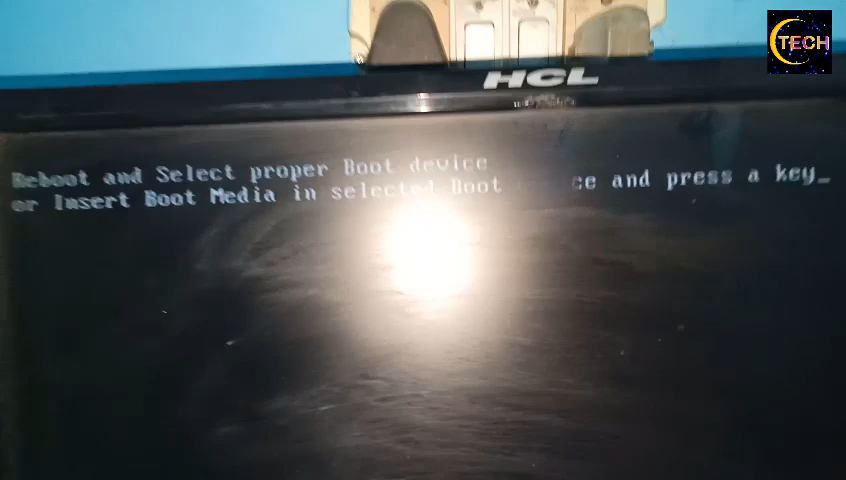 TECH
HCL
Reboot and Select proper Boot device
or Insert Boot Media in selected Boot ce and press a key_